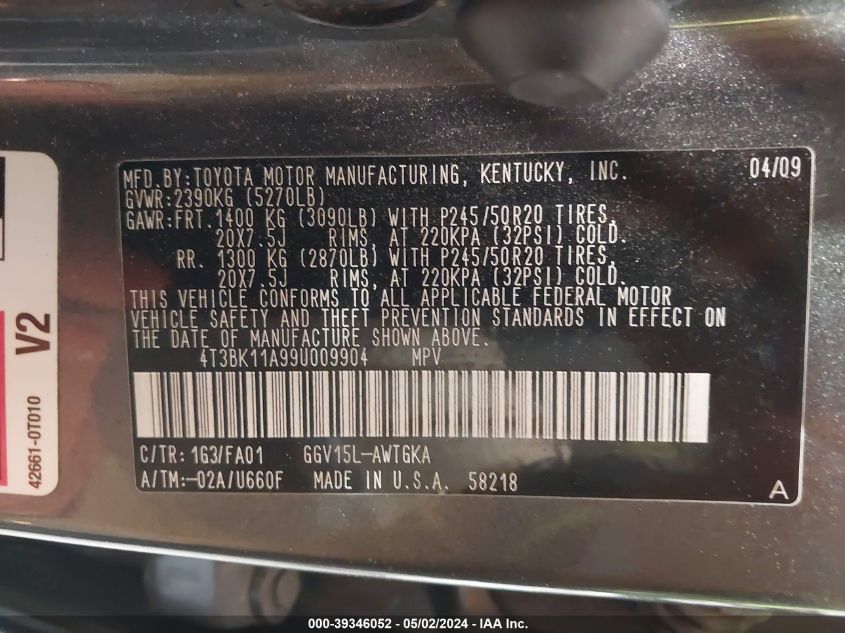 MFD.BY:TOYOTA MOTOR MANUFACTURING, KENTUCKY, INC. 04/09
GVWR:2390KG (5270LB)
GAWR:FRT. 1400 KG (3090LB) WITH P245/50R20 TIRES,
20X7.5J RIMS, AT 220KPA (32PSI) COLD.
RR. 1300 KG (2870LB) WITH P245/50R20 TIRES,
20X7.5J RIMS, AT 220KPA (32PSI) COLD.
THIS VEHICLE CONFORMS TO ALL APPLICABLE FEDERAL MOTOR
VEHICLE SAFETY AND THEFT PREVENTION STANDARDS IN EFFECT ON
THE DATE OF MANUFACTURE SHOWN ABOVE.
4T3BK11A99U009904 MPV
C/TR: 1G3/FA01 GGV15L-AWTGKA
A/TM:-02A/U660F MADE IN U.S.A. 58218 A
V2
42661-0T010
000-39346052 - 05/02/2024 - IAA Inc.